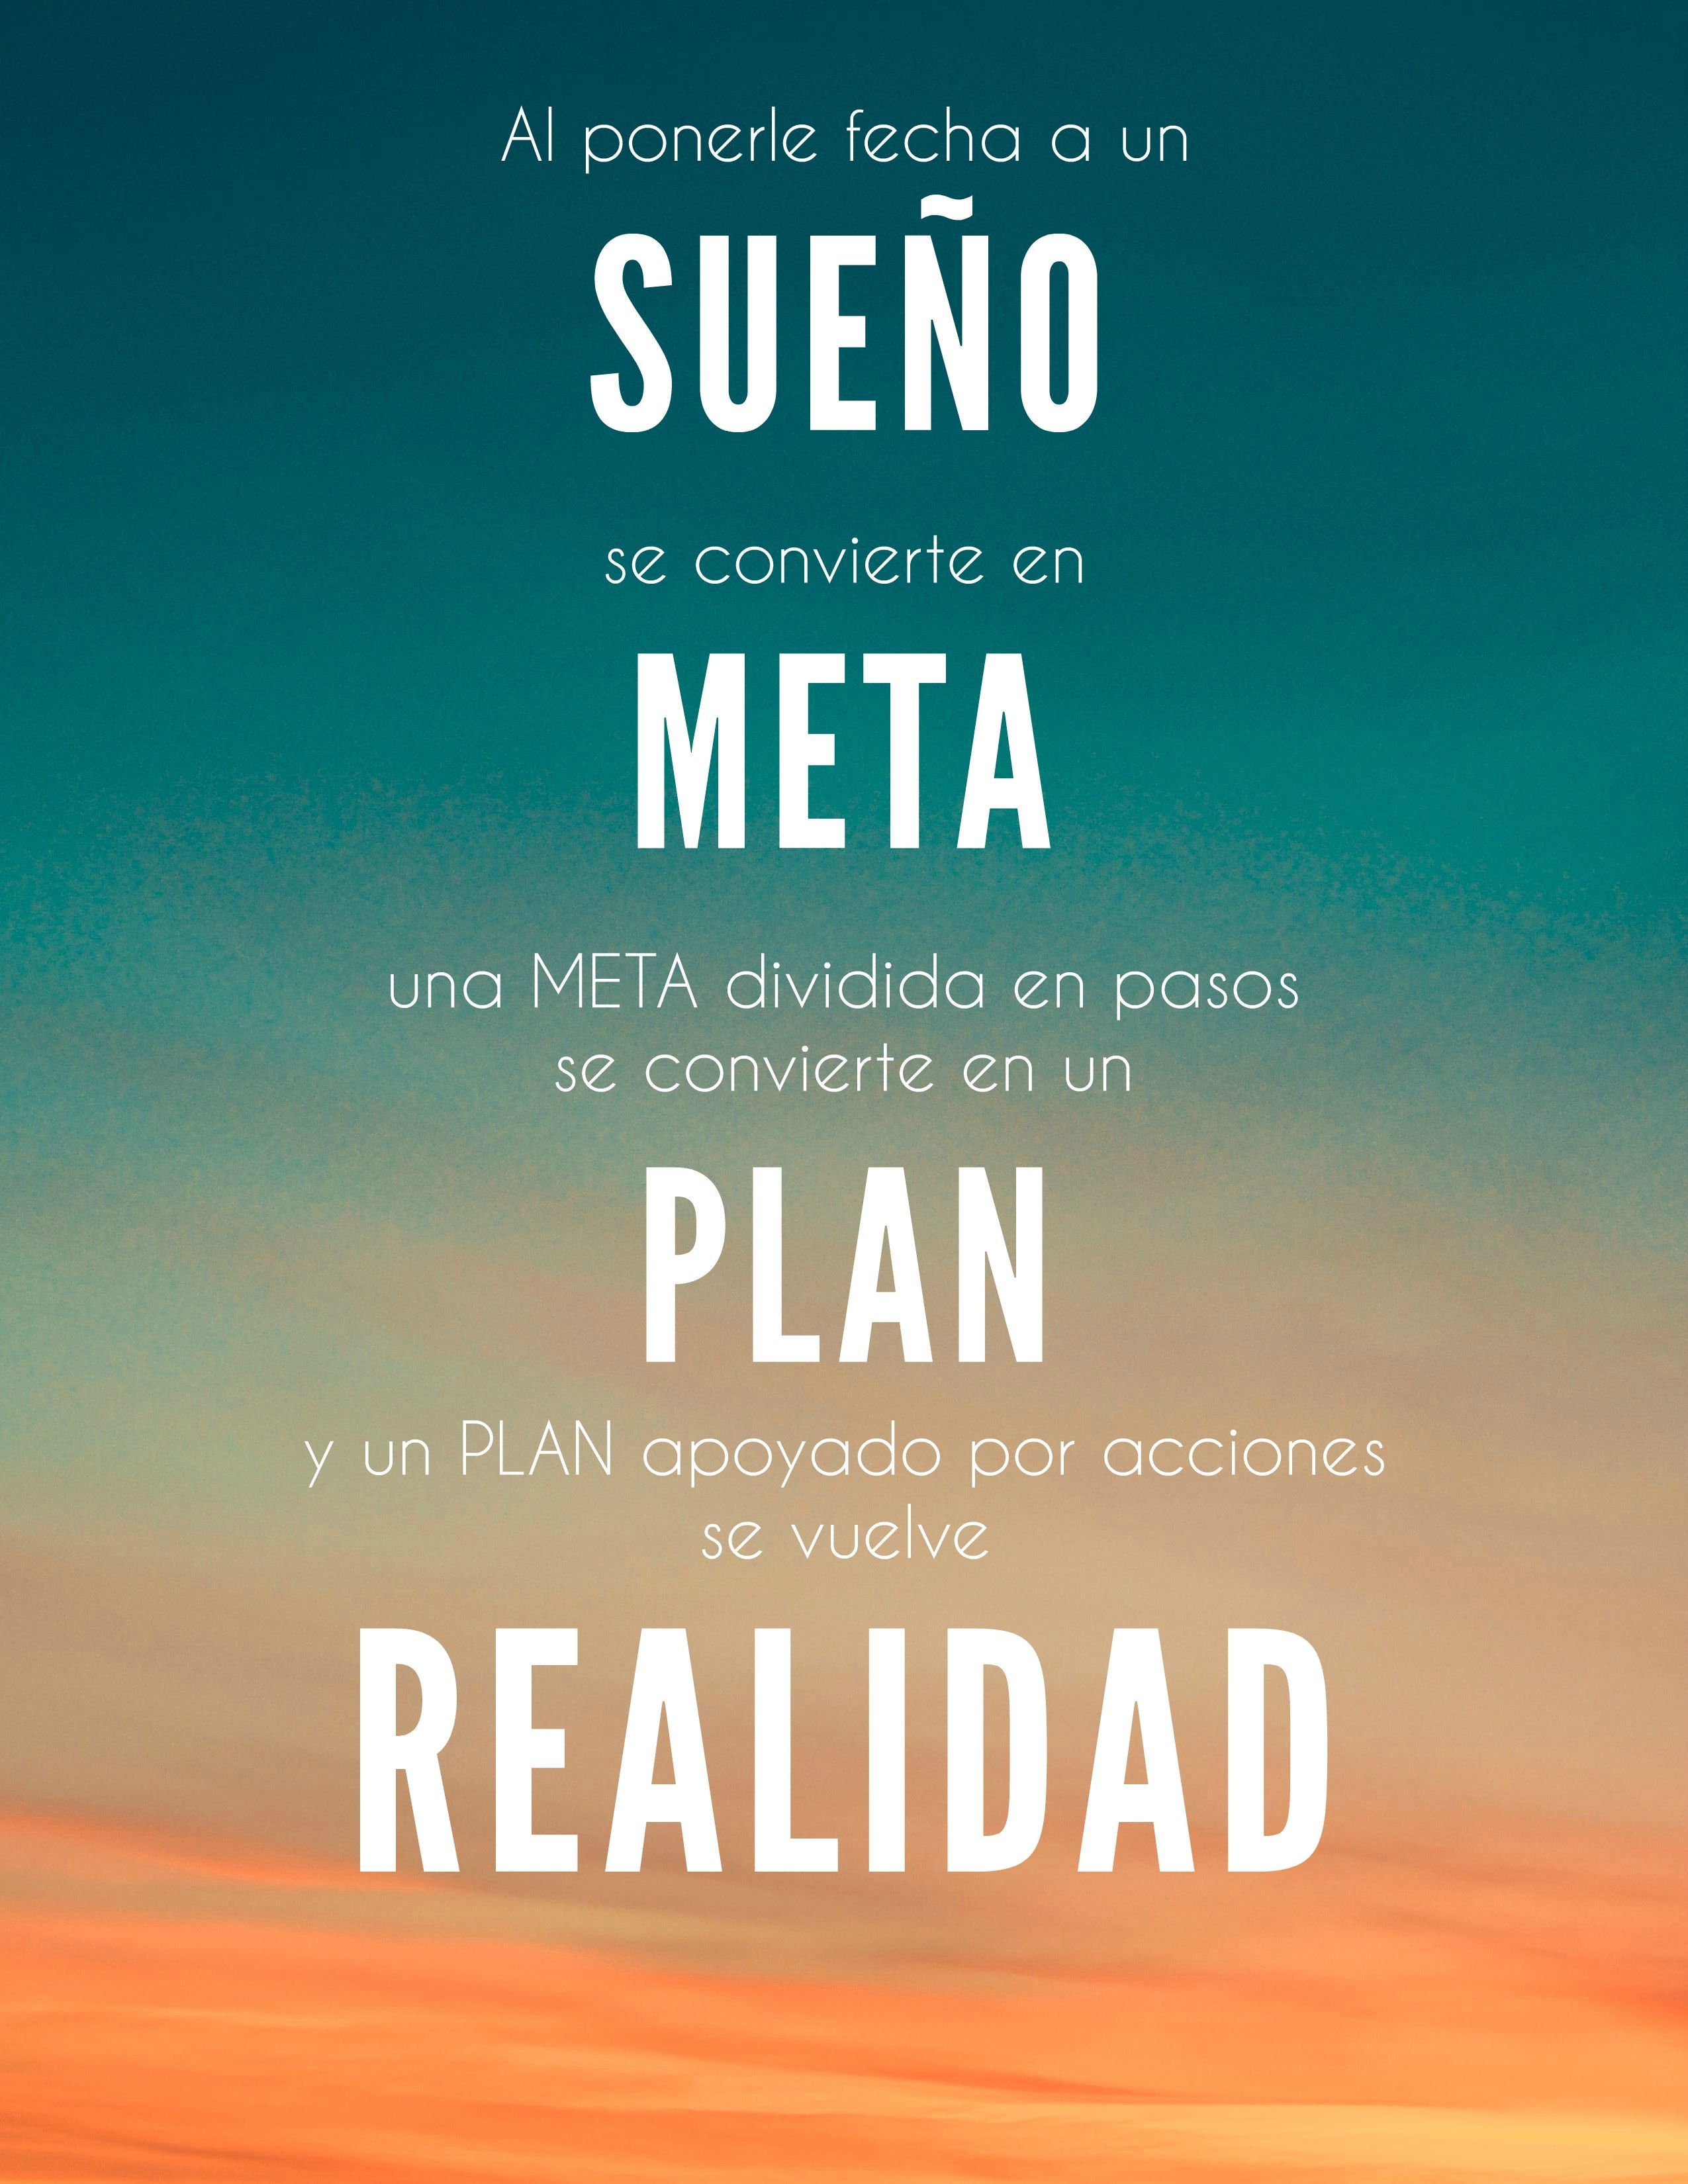 Al ponerle fecha a un
SUEÑO
se convierte en
META
una META dividida en pasos
se convierte en un
PLAN
y un PLAN apoyado por acciones
se vuelve
REALIDAD